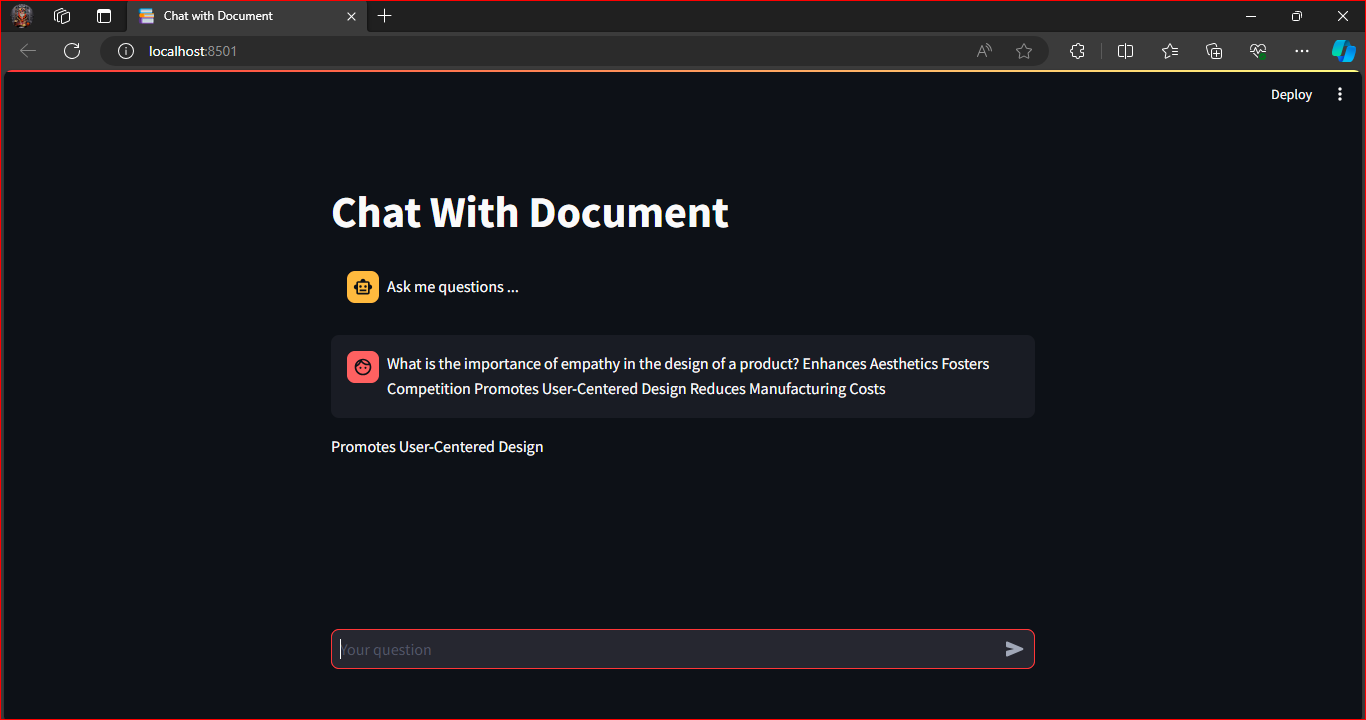 Chat with Document
localhost:8501
Deploy
Chat With Document
Ask me questions ...
What is the importance of empathy in the design of a product? Enhances Aesthetics Fosters
Competition Promotes User-Centered Design Reduces Manufacturing Costs
Promotes User-Centered Design
Your question